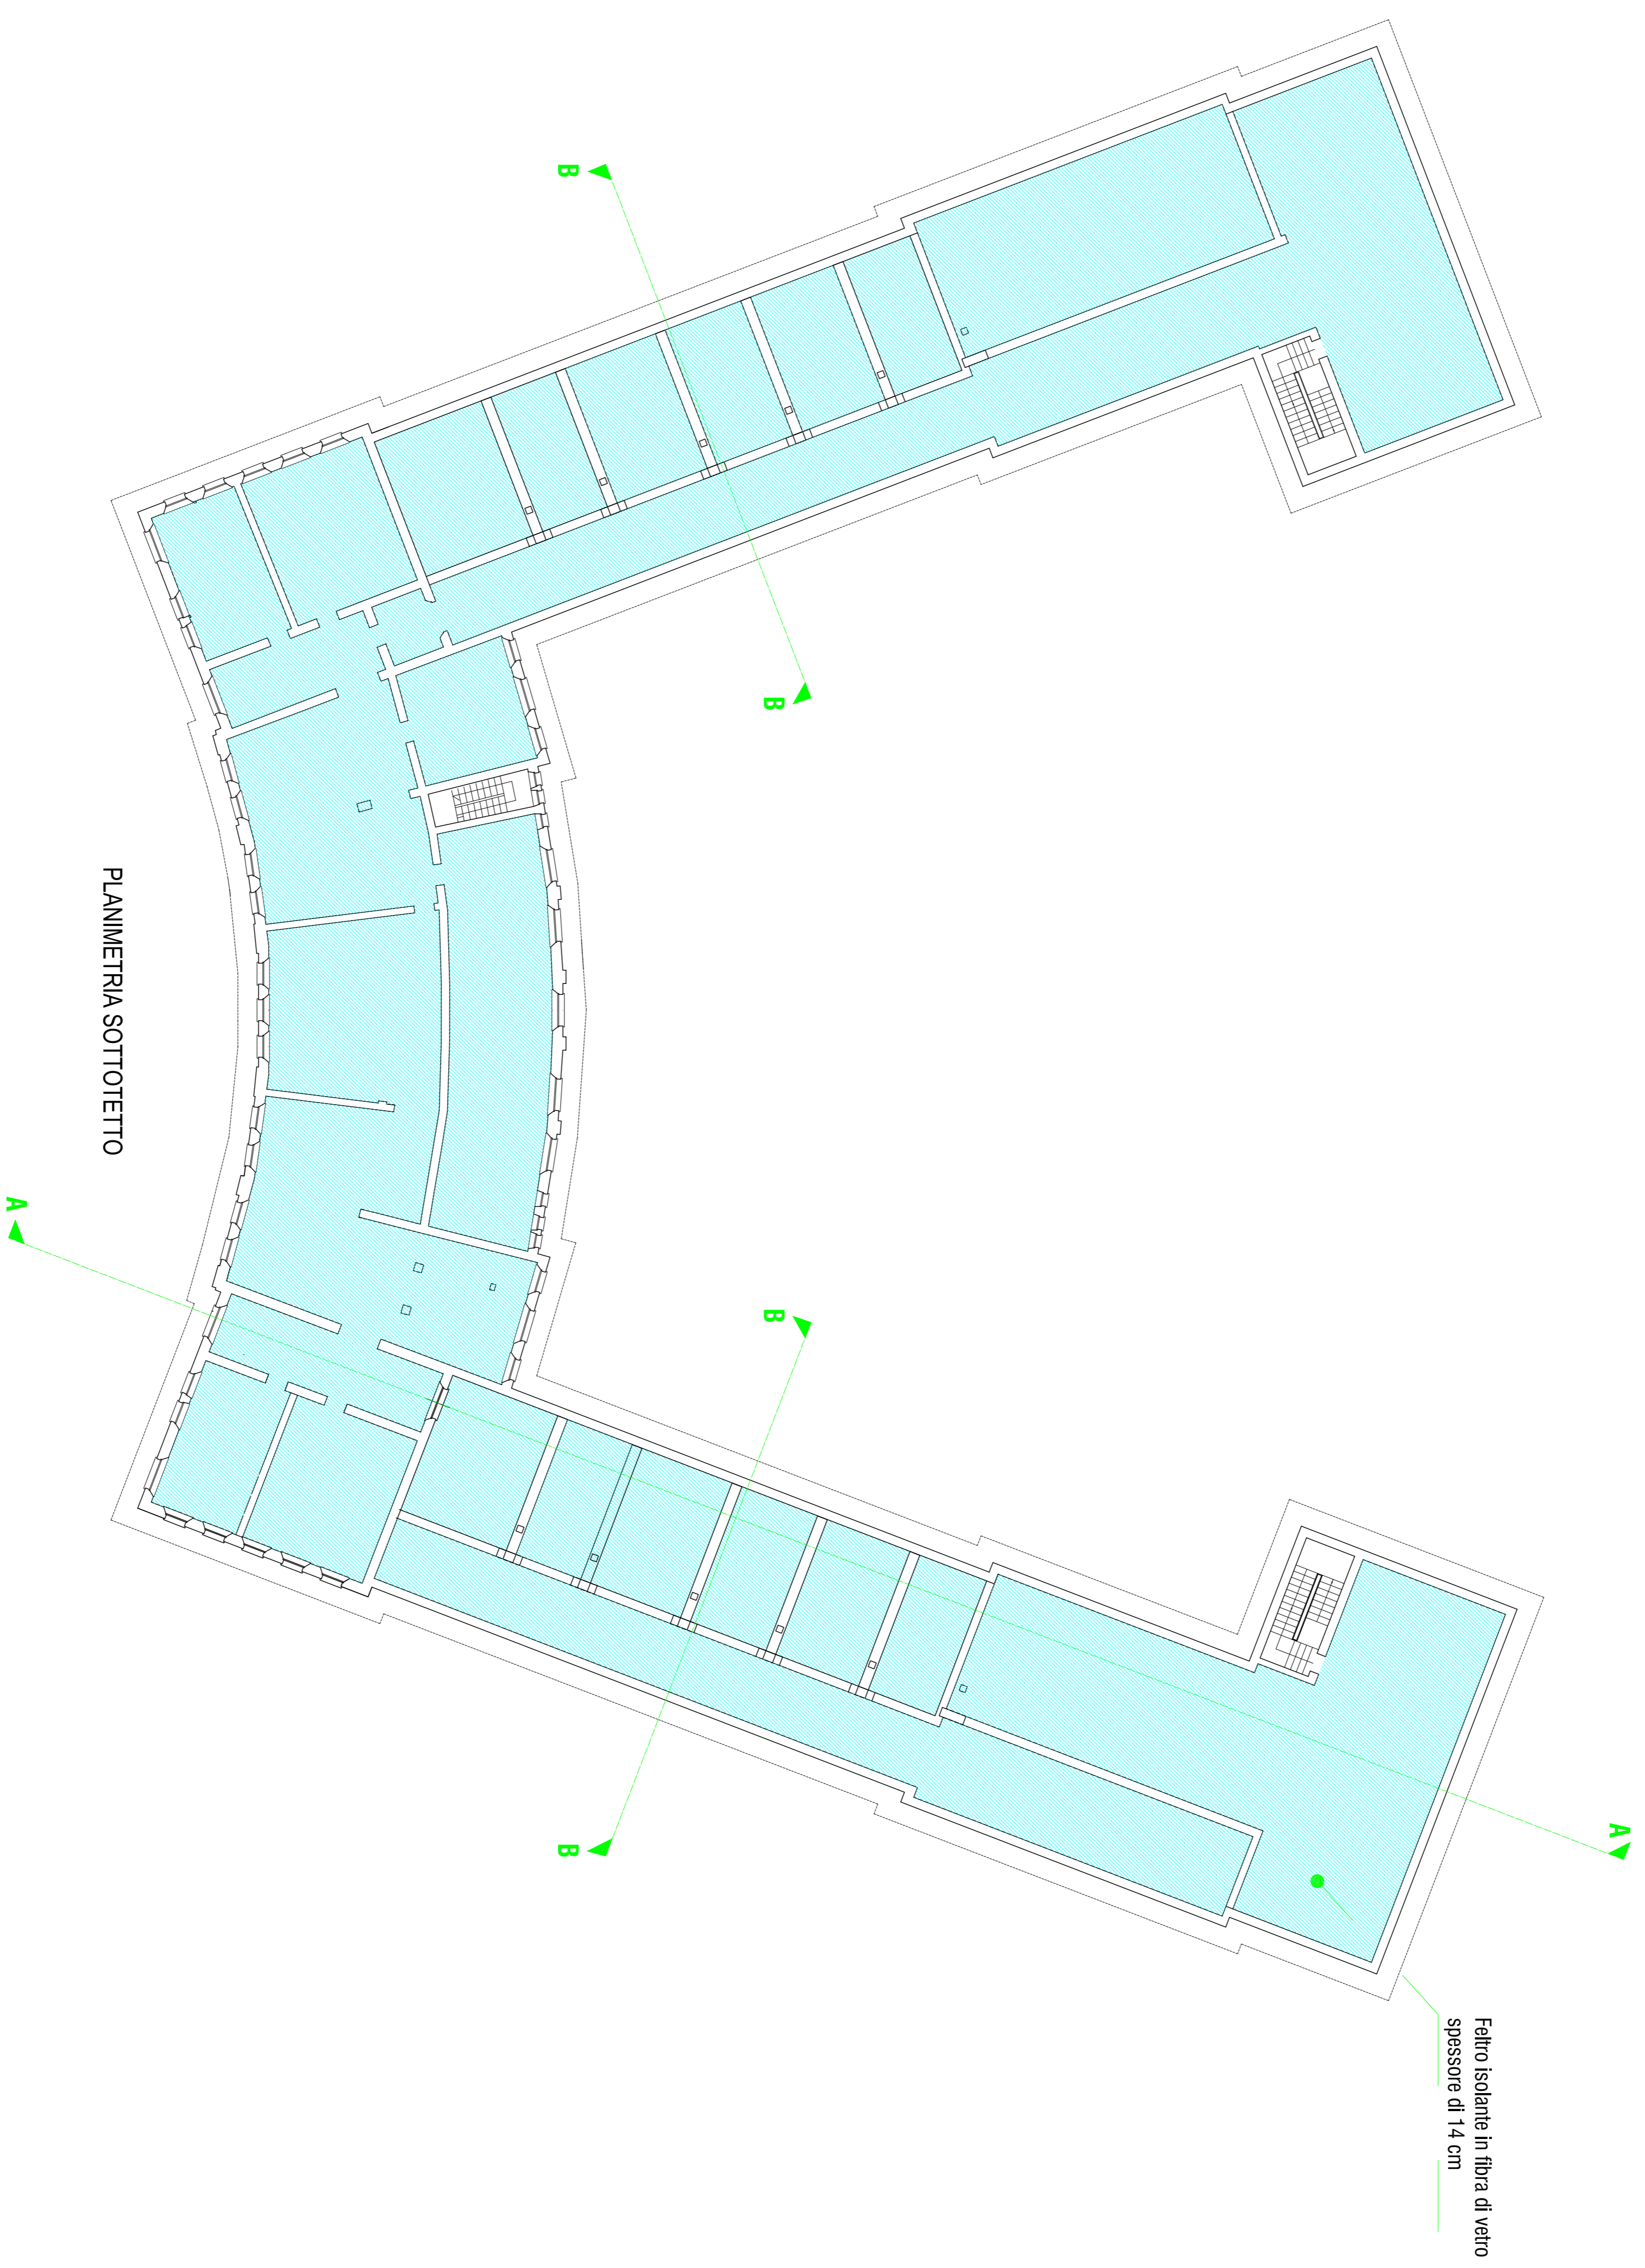 PLANIMETRIA SOTTOTETTO
Feltro isolante in fibra di vetro
spessore di 14 cm
A
A
B
B
B
B